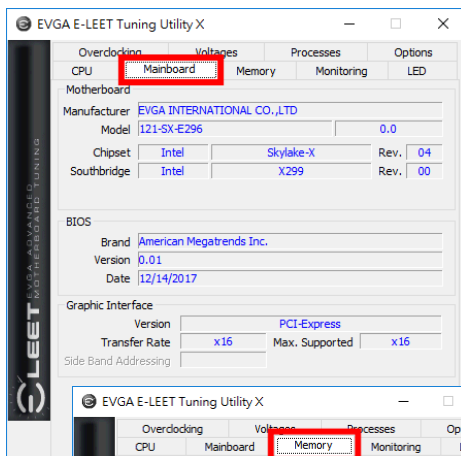 EVGA E-LEET Tuning Utility X
Overclocking Voltages Processes Options
CPU Mainboard Memory Monitoring LED
Motherboard
Manufacturer EVGA INTERNATIONAL CO.,LTD
Model 121-SX-E296 0.0
Chipset Intel Skylake-X Rev. 04
Southbridge Intel X299 Rev. 00
BIOS
Brand American Megatrends Inc.
Version 0.01
Date 12/14/2017
Graphic Interface
Version PCI-Express
Transfer Rate x16 Max. Supported x16
Side Band Addressing
ELEET EVGA ADVANCED
MOTHERBOARD TUNING
EVGA E-LEET Tuning Utility X
Overclocking Voltages Processes Op
CPU Mainboard Memory Monitoring